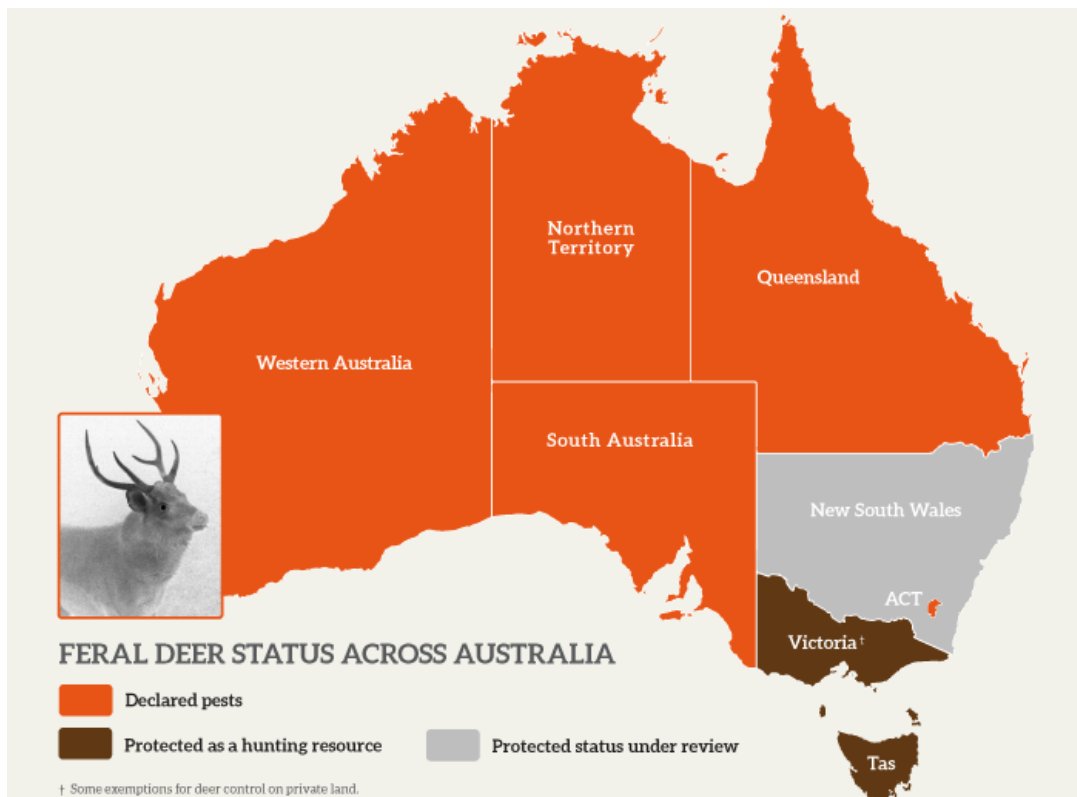 Northern
Territory
Queensland
Western Australia
South Australia
New South Wales
ACT
Victoria †
Tas
FERAL DEER STATUS ACROSS AUSTRALIA
Declared pests
Protected as a hunting resource
Protected status under review
† Some exemptions for deer control on private land.